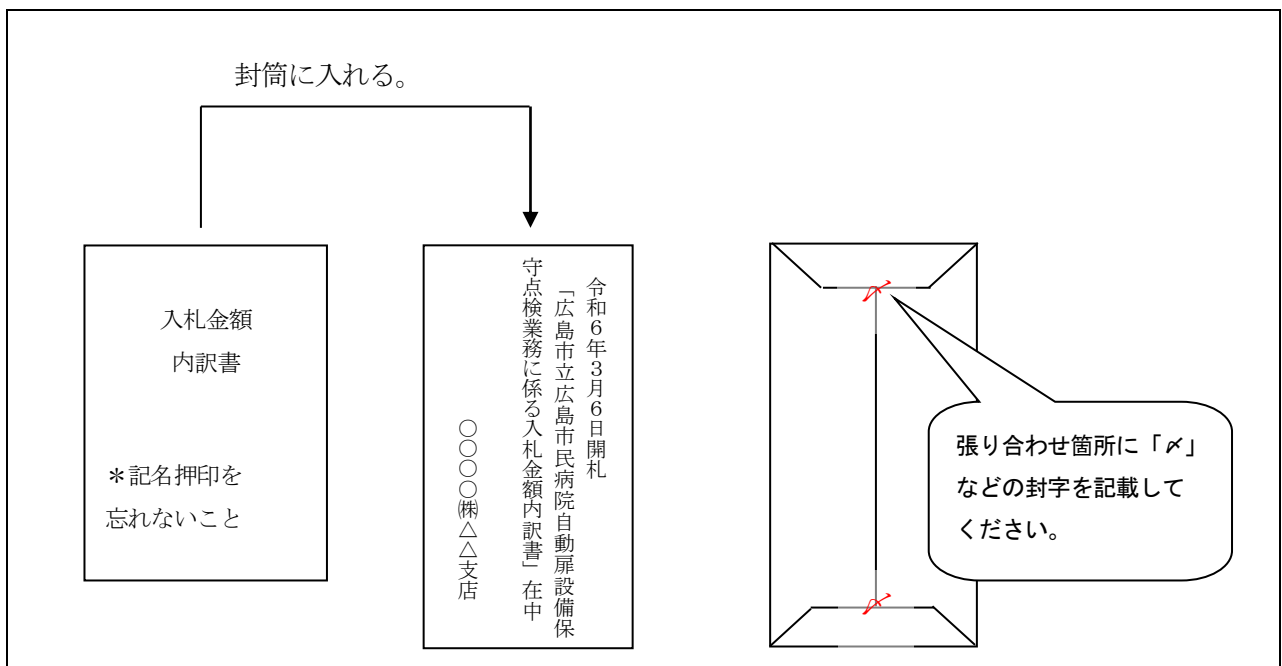 封筒に入れる。
入札金額
内訳書
＊記名押印を
忘れないこと
令和６年３月６日開札
「広島市立広島市民病院自動扉設備保
守点検業務に係る入札金額内訳書」在中
〇〇〇〇㈱△△支店
〆
張り合わせ箇所に「〆」
などの封字を記載して
ください。
〆